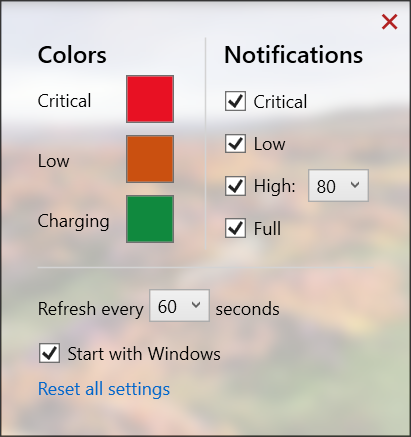 Colors
Critical
Low
Charging
Notifications
Critical
Low
High: 80
Full
Refresh every 60 seconds
Start with Windows
Reset all settings